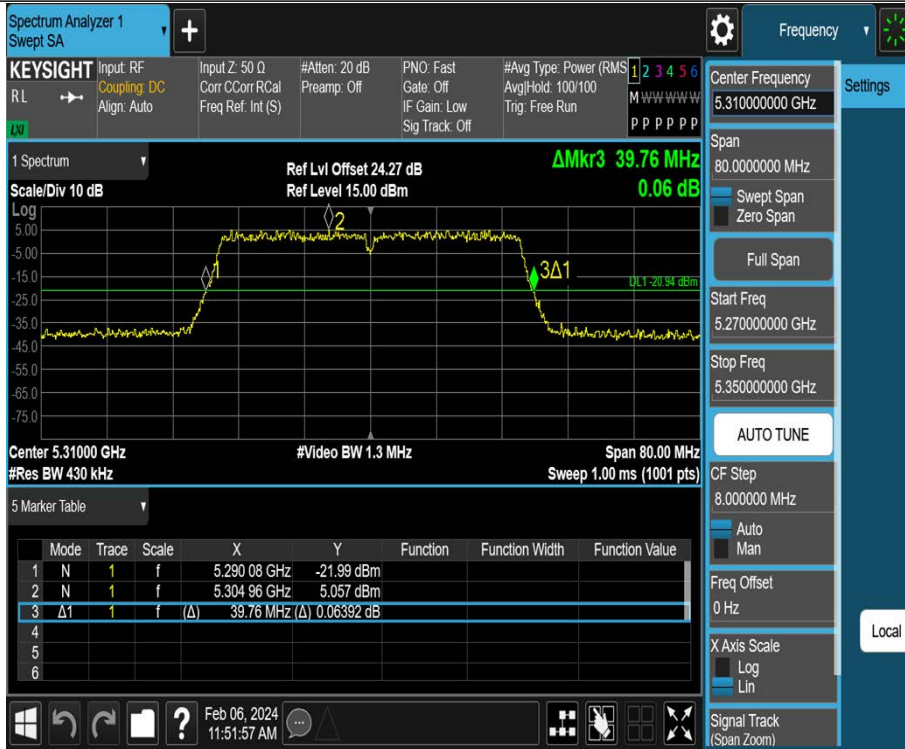 Spectrum Analyzer 1
Swept SA
+
Frequency
KEYSIGHT
R L
LXI
Input: RF
Coupling: DC
Align: Auto
Input Z: 50 Ω
Corr CCorr RCal
Freq Ref: Int (S)
#Atten: 20 dB
Preamp: Off
PNO: Fast
Gate: Off
IF Gain: Low
Sig Track: Off
#Avg Type: Power (RMS
Avg|Hold: 100/100
Trig: Free Run
1 2 3 4 5 6
M W W W W W
P P P P P P
1 Spectrum
Scale/Div 10 dB
Ref Lvl Offset 24.27 dB
Ref Level 15.00 dBm
ΔMkr3 39.76 MHz
0.06 dB
Log
5.00
-5.00
-15.0
-25.0
-35.0
-45.0
-55.0
-65.0
-75.0
1
2
3Δ1
DL1 -20.94 dBm
Center 5.31000 GHz
#Video BW 1.3 MHz
Span 80.00 MHz
#Res BW 430 kHz
Sweep 1.00 ms (1001 pts)
5 Marker Table
Mode Trace Scale X Y Function Function Width Function Value
1 N 1 f 5.290 08 GHz -21.99 dBm
2 N 1 f 5.304 96 GHz 5.057 dBm
3 Δ1 1 f (Δ) 39.76 MHz (Δ) 0.06392 dB
4
5
6
?
Feb 06, 2024
11:51:57 AM
Center Frequency
5.310000000 GHz
Settings
Span
80.0000000 MHz
Swept Span
Zero Span
Full Span
Start Freq
5.270000000 GHz
Stop Freq
5.350000000 GHz
AUTO TUNE
CF Step
8.000000 MHz
Auto
Man
Freq Offset
0 Hz
Local
X Axis Scale
Log
Lin
Signal Track
(Span Zoom)